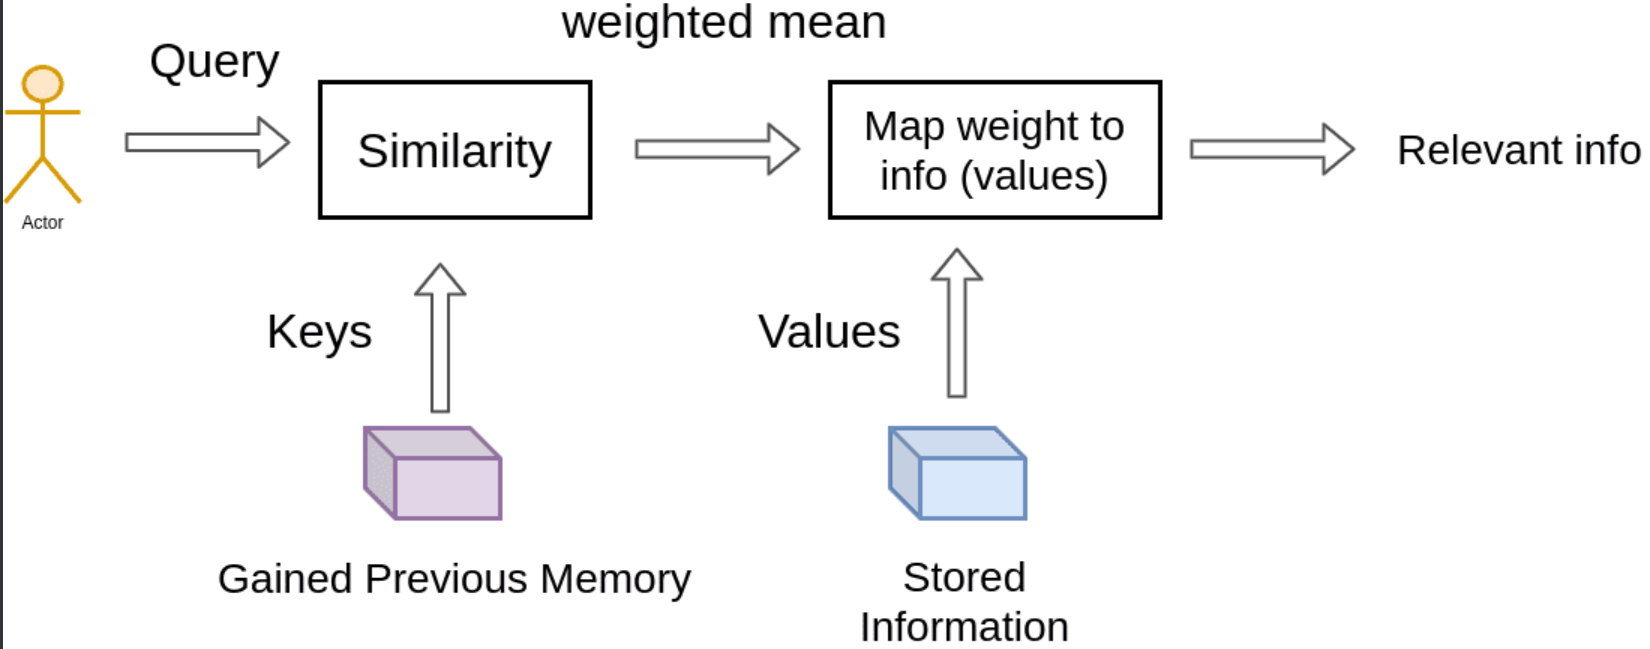 weighted mean
Query
Similarity
Map weight to
info (values)
Relevant info
Actor
Keys
Values
Gained Previous Memory
Stored
Information